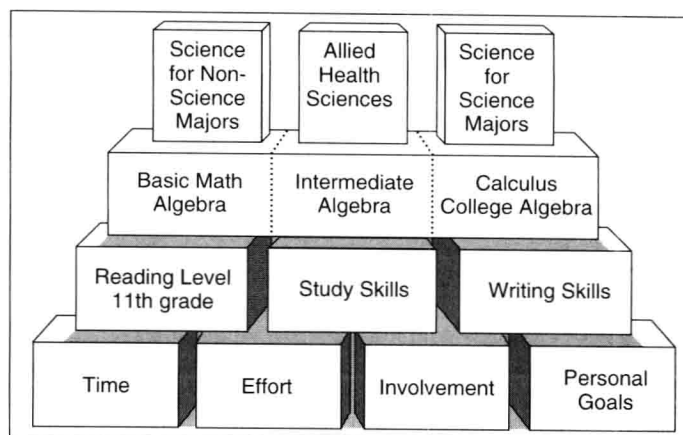 Science
for Non-
Science
Majors
Allied
Health
Sciences
Science
for
Science
Majors
Basic Math
Algebra
Intermediate
Algebra
Calculus
College Algebra
Reading Level
11th grade
Study Skills
Writing Skills
Time
Effort
Involvement
Personal
Goals